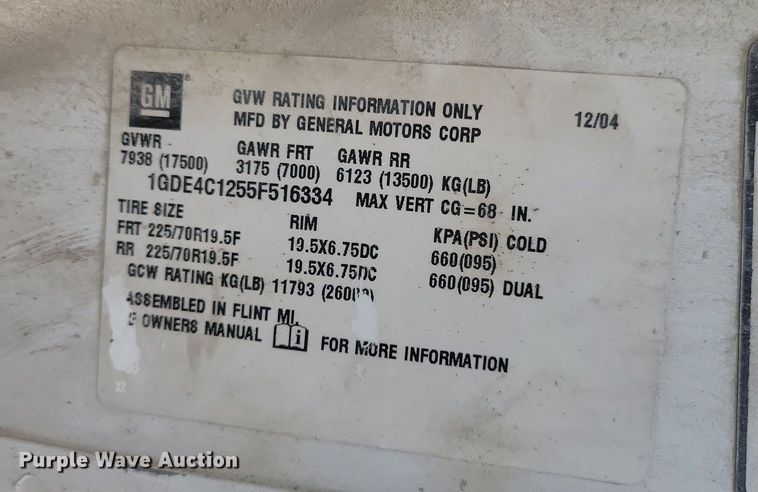 GM
GVW RATING INFORMATION ONLY
MFD BY GENERAL MOTORS CORP
12/04
GVWR GAWR FRT GAWR RR
7938 (17500) 3175 (7000) 6123 (13500) KG(LB)
1GDE4C1255F516334 MAX VERT CG=68 IN.
TIRE SIZE RIM KPA(PSI) COLD
FRT 225/70R19.5F 19.5X6.75DC 660(095)
RR 225/70R19.5F 19.5X6.75DC 660(095) DUAL
GCW RATING KG(LB) 11793
ASSEMBLED IN FLINT MI.
OWNERS MANUAL i FOR MORE INFORMATION
Purple Wave Auction